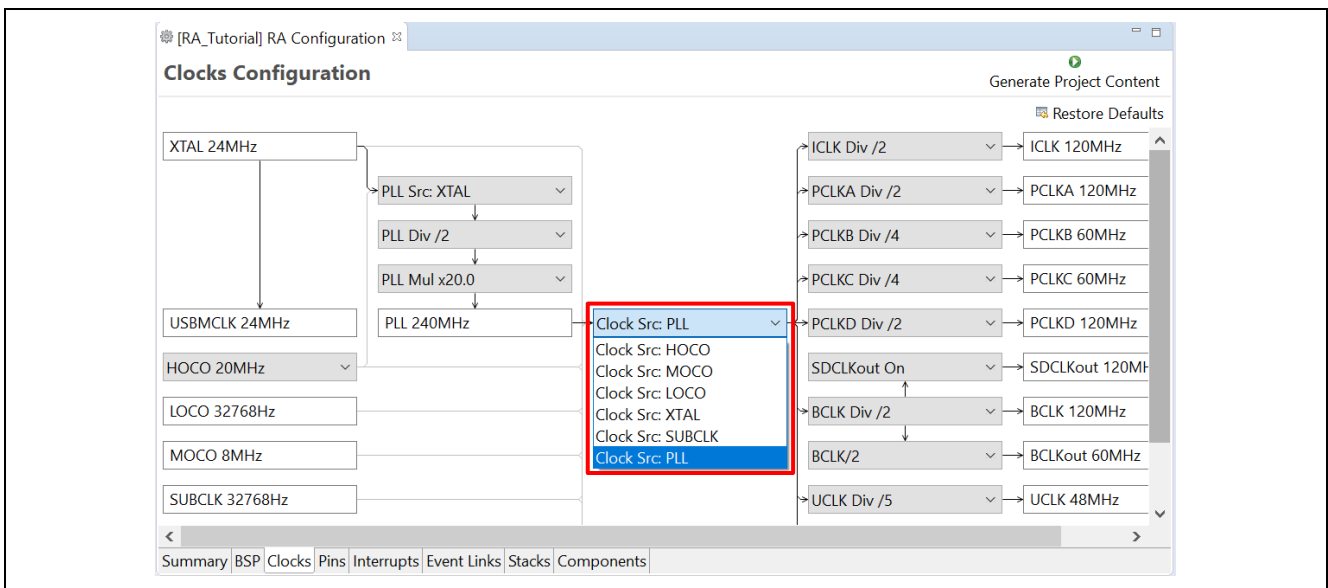 [RA_Tutorial] RA Configuration
Clocks Configuration
Generate Project Content
Restore Defaults
XTAL 24MHz
ICLK Div /2
ICLK 120MHz
PLL Src: XTAL
PCLKA Div /2
PCLKA 120MHz
PLL Div /2
PCLKB Div /4
PCLKB 60MHz
PLL Mul x20.0
PCLKC Div /4
PCLKC 60MHz
USBMCLK 24MHz
PLL 240MHz
Clock Src: PLL
PCLKD Div /2
PCLKD 120MHz
Clock Src: HOCO
Clock Src: MOCO
Clock Src: LOCO
Clock Src: XTAL
Clock Src: SUBCLK
Clock Src: PLL
HOCO 20MHz
SDCLKout On
SDCLKout 120MH
LOCO 32768Hz
BCLK Div /2
BCLK 120MHz
MOCO 8MHz
BCLK/2
BCLKout 60MHz
SUBCLK 32768Hz
UCLK Div /5
UCLK 48MHz
Summary BSP Clocks Pins Interrupts Event Links Stacks Components